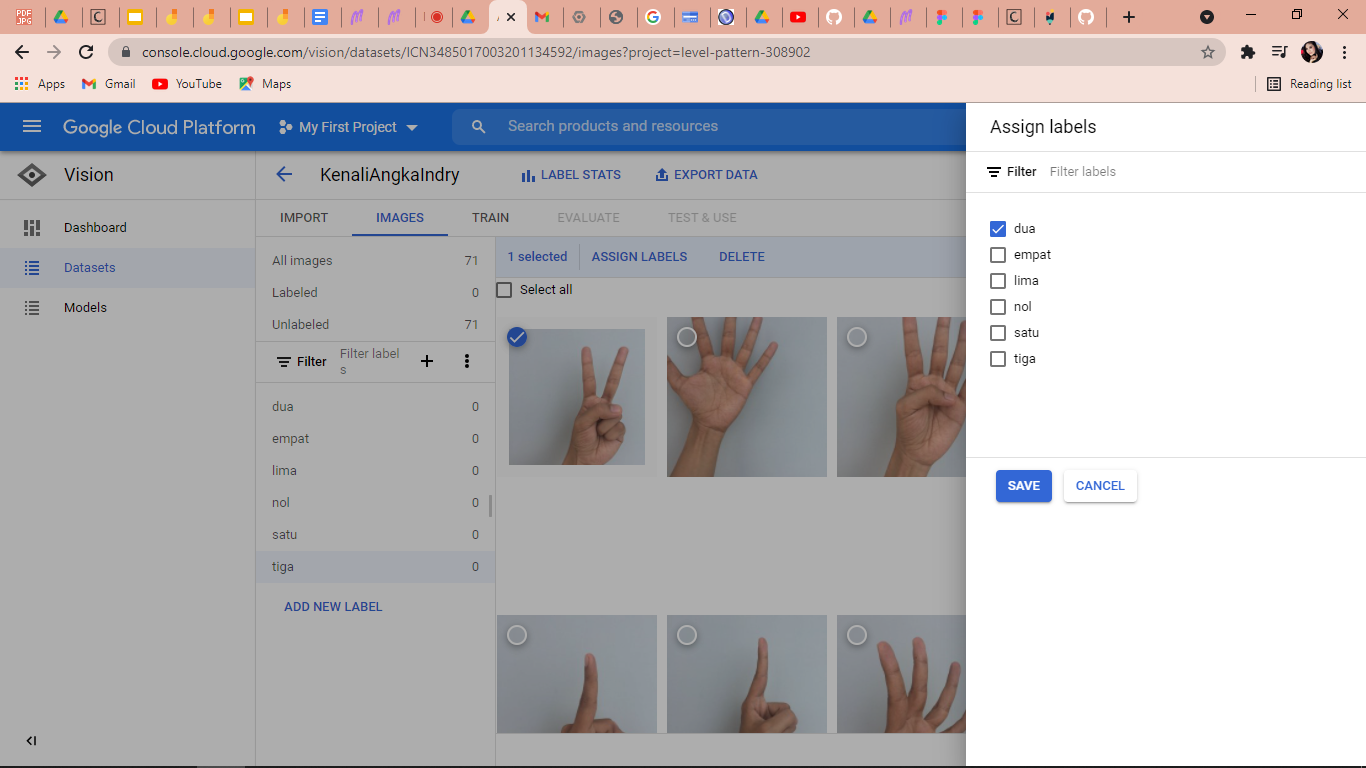 PDF
JPG
console.cloud.google.com/vision/datasets/ICN3485017003201134592/images?project=level-pattern-308902
Apps
Gmail
YouTube
Maps
Reading list
Google Cloud Platform
My First Project
Search products and resources
Assign labels
Vision
KenaliAngkaIndry
LABEL STATS
EXPORT DATA
Filter
Filter labels
IMPORT
IMAGES
TRAIN
EVALUATE
TEST & USE
Dashboard
Datasets
Models
All images 71
Labeled 0
Unlabeled 71
Filter
Filter label
s
dua 0
empat 0
lima 0
nol 0
satu 0
tiga 0
ADD NEW LABEL
1 selected
ASSIGN LABELS
DELETE
Select all
dua
empat
lima
nol
satu
tiga
SAVE
CANCEL